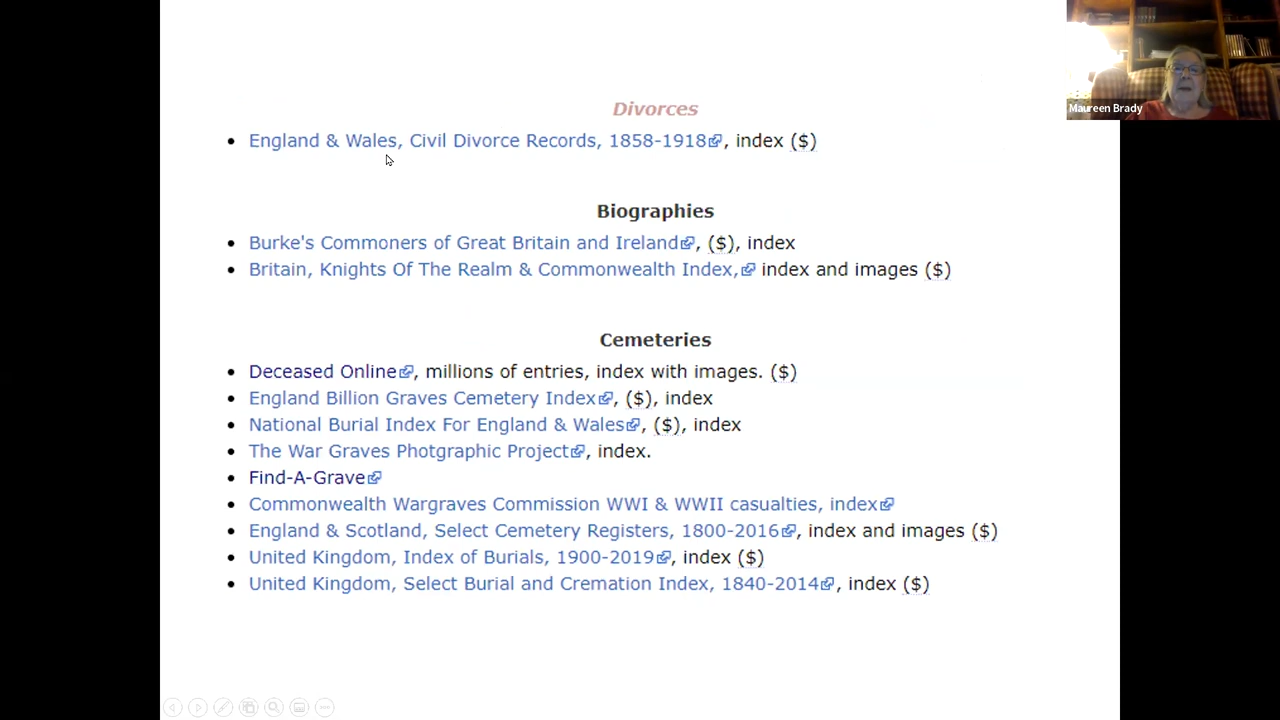 Divorces
England & Wales, Civil Divorce Records, 1858-1918, index ($)
Maureen Brady
Biographies
Burke's Commoners of Great Britain and Ireland, ($), index
Britain, Knights Of The Realm & Commonwealth Index, index and images ($)
Cemeteries
Deceased Online, millions of entries, index with images. ($)
England Billion Graves Cemetery Index, ($), index
National Burial Index For England & Wales, ($), index
The War Graves Photgraphic Project, index.
Find-A-Grave
Commonwealth Wargraves Commission WWI & WWII casualties, index
England & Scotland, Select Cemetery Registers, 1800-2016, index and images ($)
United Kingdom, Index of Burials, 1900-2019, index ($)
United Kingdom, Select Burial and Cremation Index, 1840-2014, index ($)